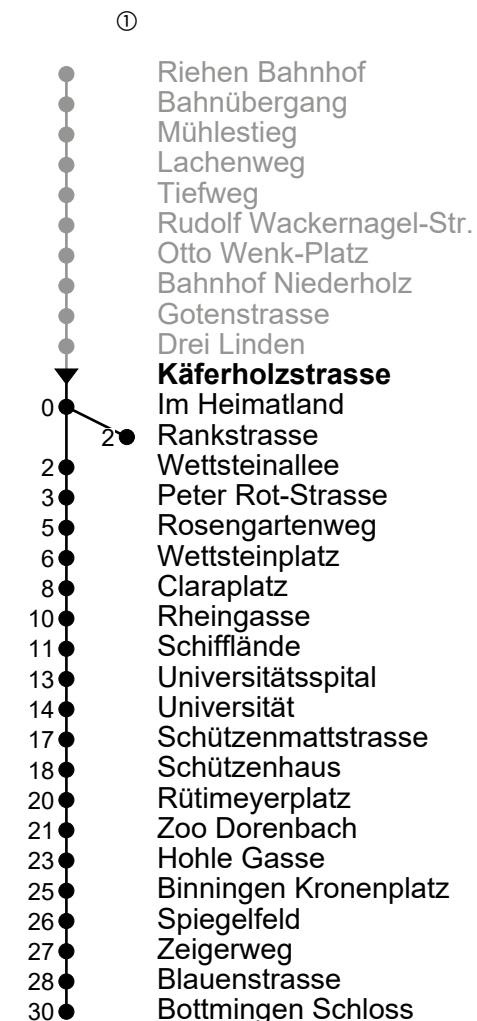 ①
Riehen Bahnhof
Bahnübergang
Mühlestieg
Lachenweg
Tiefweg
Rudolf Wackernagel-Str.
Otto Wenk-Platz
Bahnhof Niederholz
Gotenstrasse
Drei Linden
Käferholzstrasse
0 Im Heimatland
2 Rankstrasse
2 Wettsteinallee
3 Peter Rot-Strasse
5 Rosengartenweg
6 Wettsteinplatz
8 Claraplatz
10 Rheingasse
11 Schifflände
13 Universitätsspital
14 Universität
17 Schützenmattstrasse
18 Schützenhaus
20 Rütimeyerplatz
21 Zoo Dorenbach
23 Hohle Gasse
25 Binningen Kronenplatz
26 Spiegelfeld
27 Zeigerweg
28 Blauenstrasse
30 Bottmingen Schloss